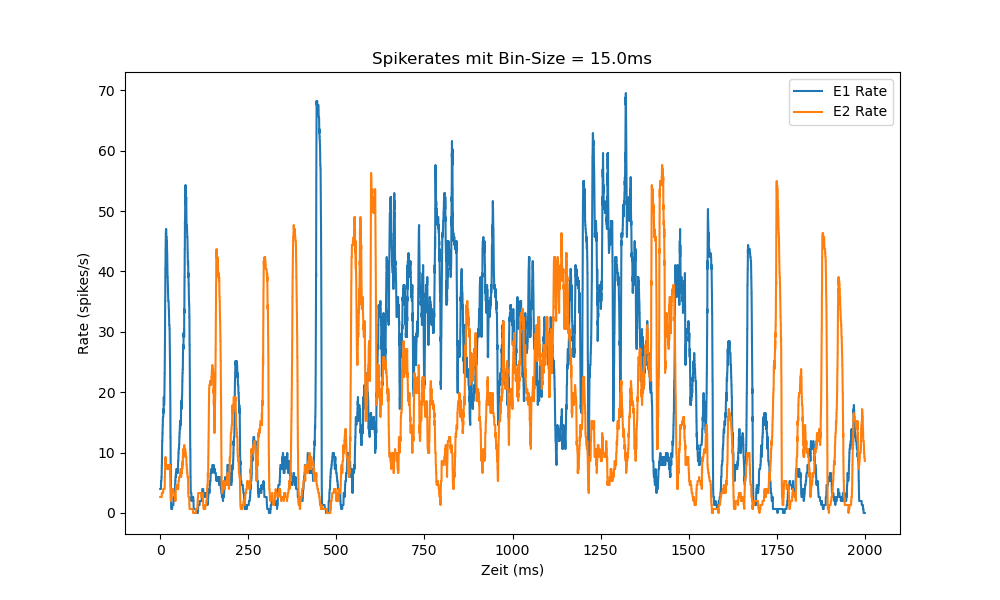 Spikerates mit Bin-Size = 15.0ms
E1 Rate
E2 Rate
Rate (spikes/s)
70
60
50
40
30
20
10
0
0 250 500 750 1000 1250 1500 1750 2000
Zeit (ms)